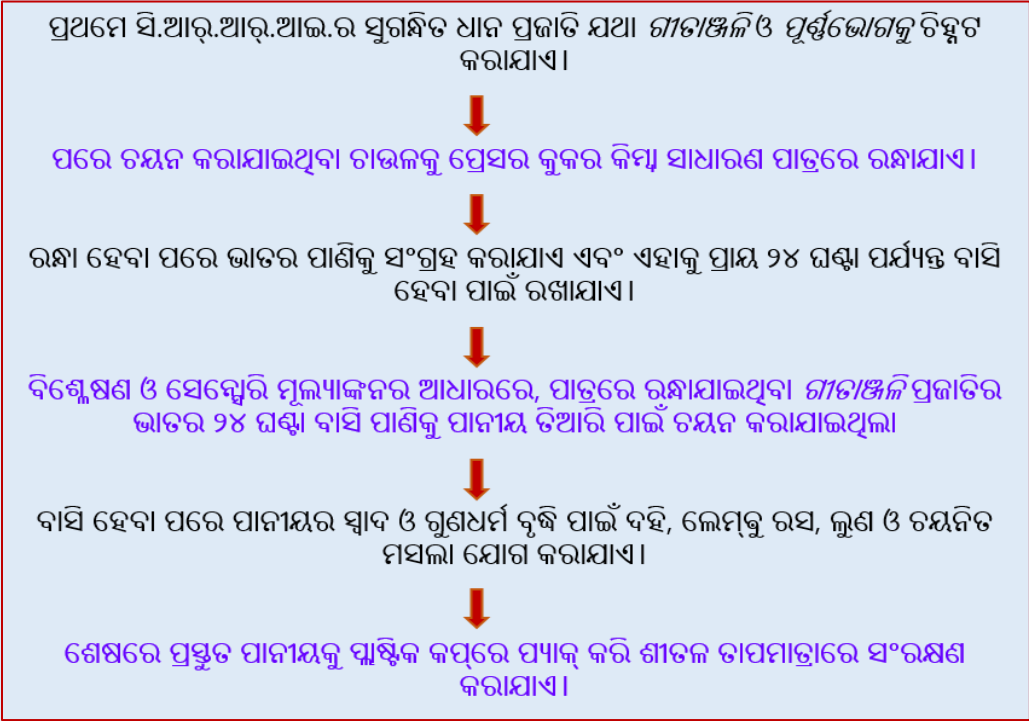 ପ୍ରଥମେ ସି.ଆର୍.ଆର୍.ଆଇ.ର ସୁଗନ୍ଧିତ ଧାନ ପ୍ରଜାତି ଯଥା ଗୀତାଞ୍ଜଳି ଓ ପୂର୍ଣ୍ଣଭୋଗକୁ ଚିହ୍ନଟ
କରାଯାଏ।
ପରେ ଚୟନ କରାଯାଇଥିବା ଚାଉଳକୁ ପ୍ରେସର କୁକର କିମ୍ୱା ସାଧାରଣ ପାତ୍ରରେ ରନ୍ଧାଯାଏ।
ରନ୍ଧା ହେବା ପରେ ଭାତର ପାଣିକୁ ସଂଗ୍ରହ କରାଯାଏ ଏବଂ ଏହାକୁ ପ୍ରାୟ ୨୪ ଘଣ୍ଟା ପର୍ଯ୍ୟନ୍ତ ବାସି
ହେବା ପାଇଁ ରଖାଯାଏ।
ବିଶ୍ଳେଷଣ ଓ ସେନ୍ସୋରି ମୂଲ୍ୟାଙ୍କନର ଆଧାରରେ, ପାତ୍ରରେ ରନ୍ଧାଯାଇଥିବା ଗୀତାଞ୍ଜଳି ପ୍ରଜାତିର
ଭାତର ୨୪ ଘଣ୍ଟା ବାସି ପାଣିକୁ ପାନୀୟ ତିଆରି ପାଇଁ ଚୟନ କରାଯାଇଥିଲା
ବାସି ହେବା ପରେ ପାନୀୟର ସ୍ୱାଦ ଓ ଗୁଣଧର୍ମ ବୃଦ୍ଧି ପାଇଁ ଦହି, ଲେମ୍ଵୁ ରସ, ଲୁଣ ଓ ଚୟନିତ
ମସଲା ଯୋଗ କରାଯାଏ।
ଶେଷରେ ପ୍ରସ୍ତୁତ ପାନୀୟକୁ ପ୍ଲାଷ୍ଟିକ କପ୍‌ରେ ପ୍ୟାକ୍ କରି ଶୀତଳ ତାପମାତ୍ରାରେ ସଂରକ୍ଷଣ
କରାଯାଏ।